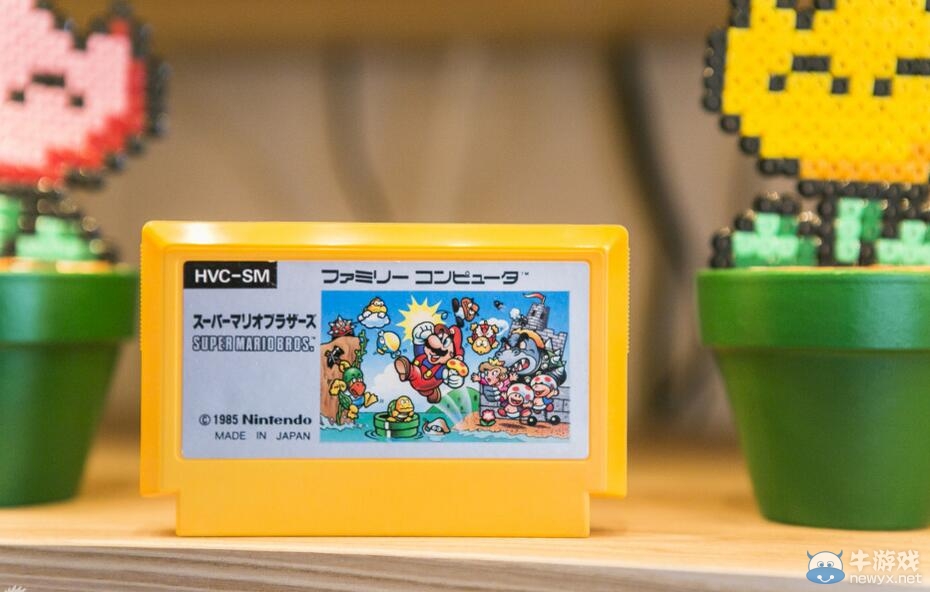 HVC-SM
ファミリー コンピュータ™
スーパーマリオブラザーズ
SUPER MARIO BROS.™
©1985 Nintendo
MADE IN JAPAN
牛游戏
newyx.net